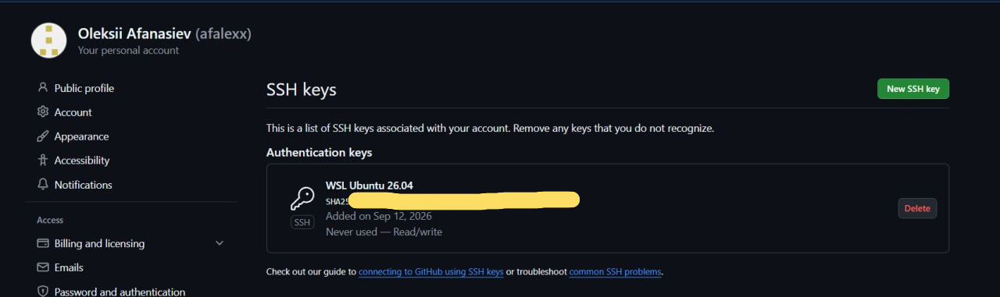 Oleksii Afanasiev (afalexx)
Your personal account
Public profile
Account
Appearance
Accessibility
Notifications
Access
Billing and licensing
Emails
Password and authentication
SSH keys
New SSH key
This is a list of SSH keys associated with your account. Remove any keys that you do not recognize.
Authentication keys
WSL Ubuntu 26.04
SHA25
Added on Sep 12, 2026
SSH
Never used — Read/write
Delete
Check out our guide to connecting to GitHub using SSH keys or troubleshoot common SSH problems.